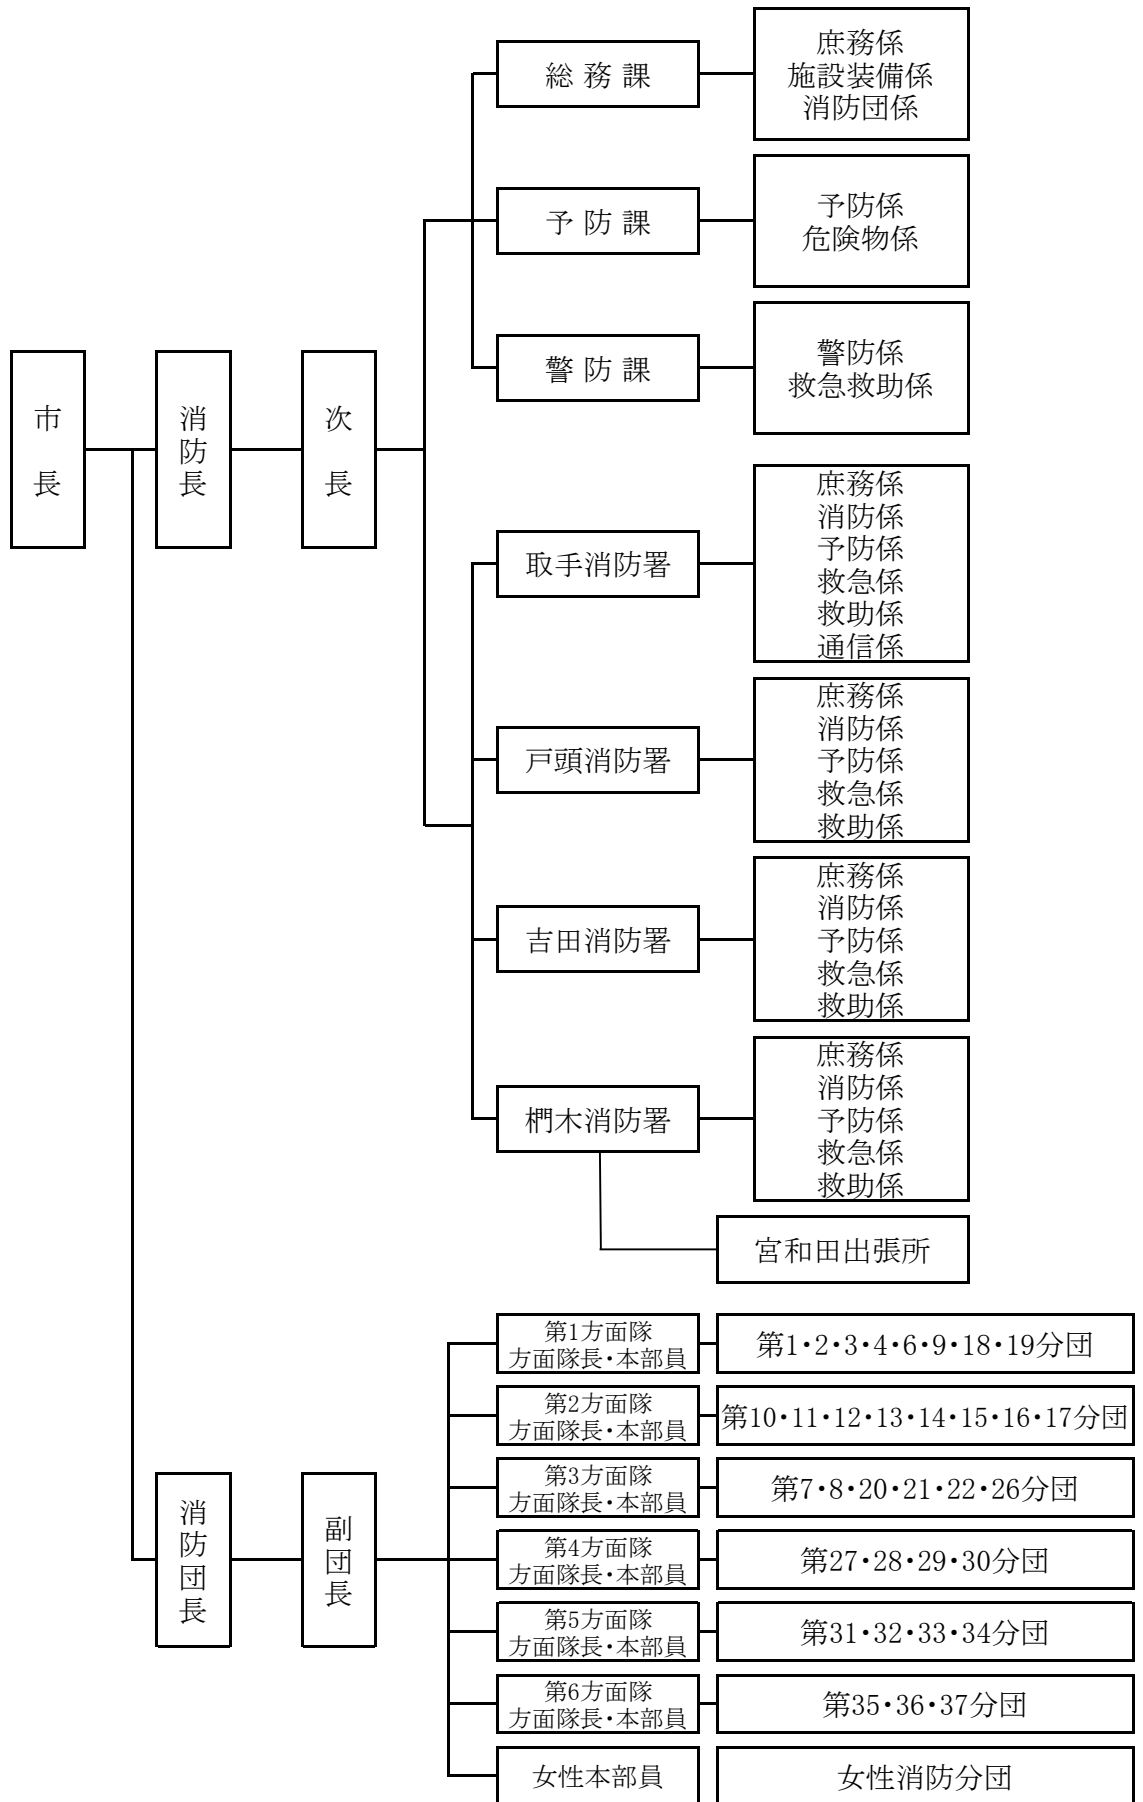 市長
消防長
次長
総務課
庶務係
施設装備係
消防団係
予防課
予防係
危険物係
警防課
警防係
救急救助係
取手消防署
庶務係
消防係
予防係
救急係
救助係
通信係
戸頭消防署
庶務係
消防係
予防係
救急係
救助係
吉田消防署
庶務係
消防係
予防係
救急係
救助係
椚木消防署
庶務係
消防係
予防係
救急係
救助係
宮和田出張所
消防団長
副団長
第1方面隊
方面隊長・本部員
第1・2・3・4・6・9・18・19分団
第2方面隊
方面隊長・本部員
第10・11・12・13・14・15・16・17分団
第3方面隊
方面隊長・本部員
第7・8・20・21・22・26分団
第4方面隊
方面隊長・本部員
第27・28・29・30分団
第5方面隊
方面隊長・本部員
第31・32・33・34分団
第6方面隊
方面隊長・本部員
第35・36・37分団
女性本部員
女性消防分団